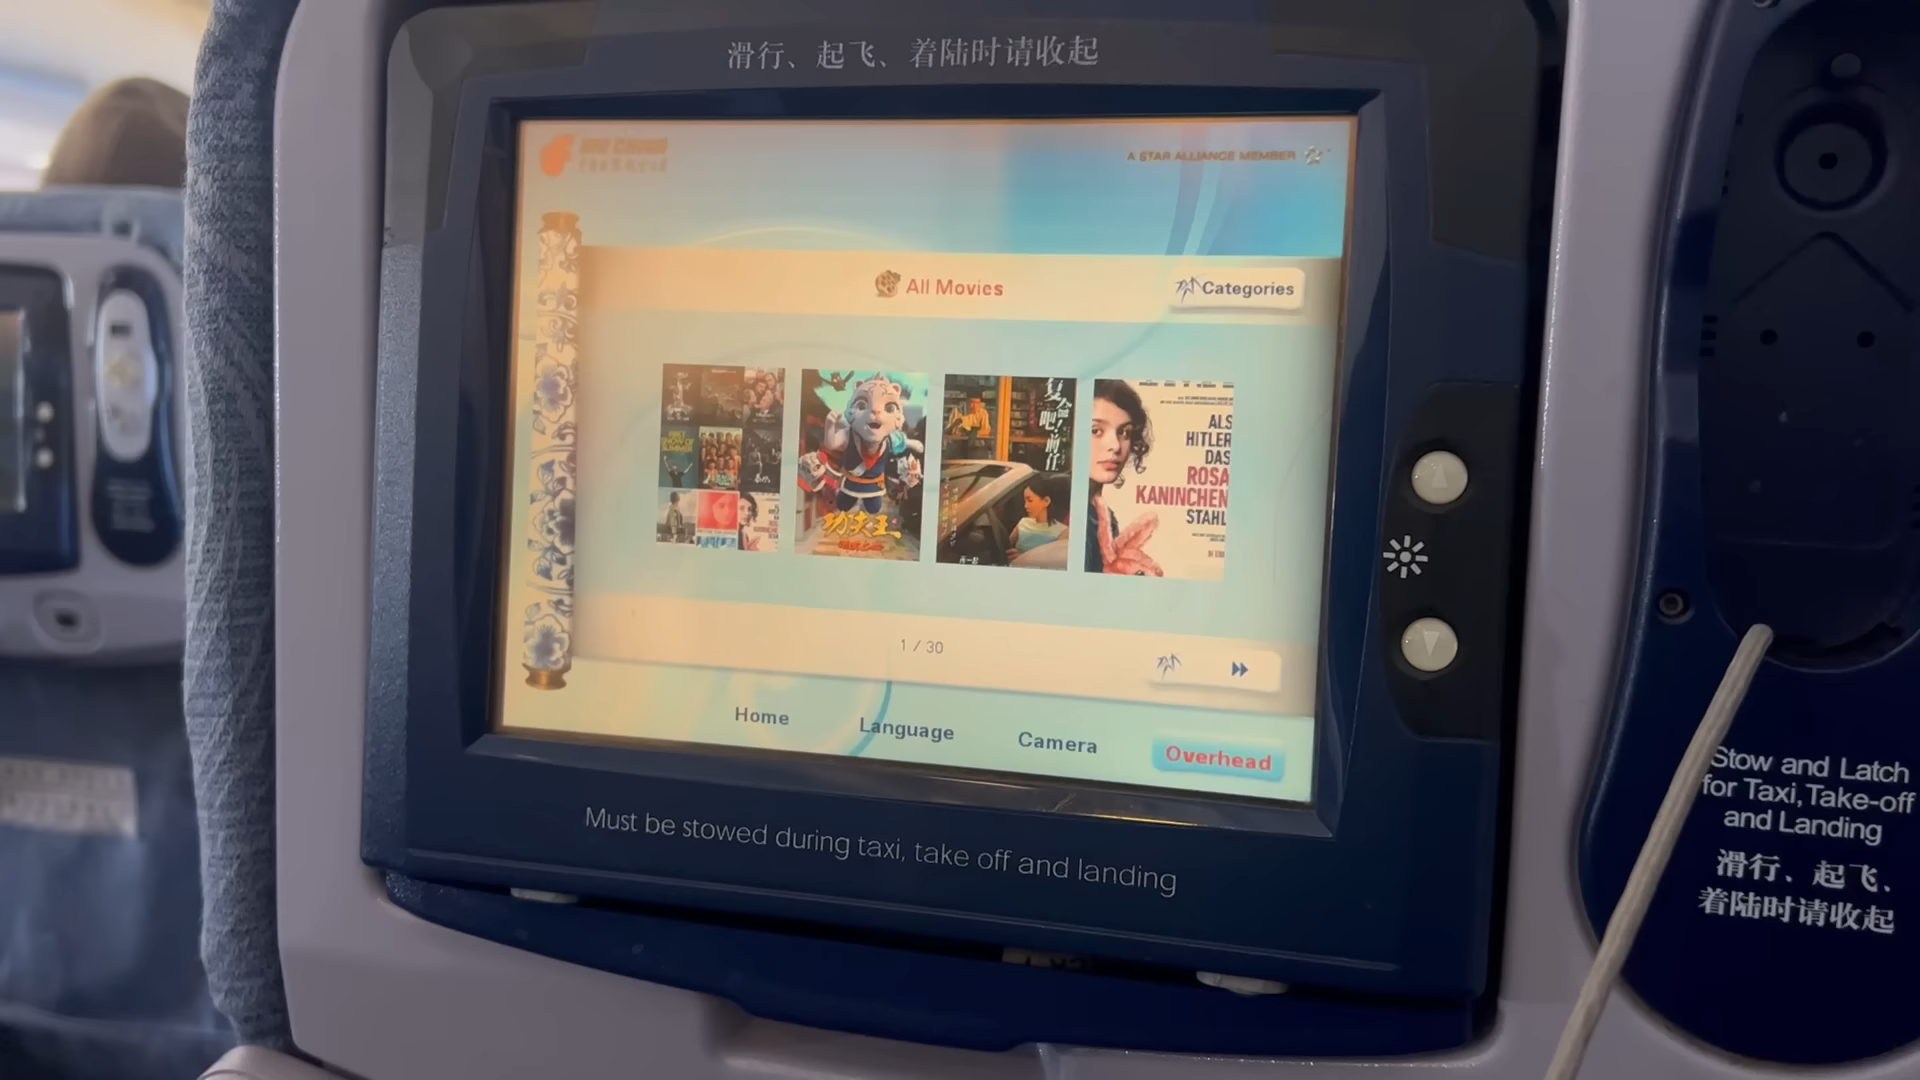 滑行、起飞、着陆时请收起
AIR CHINA
A STAR ALLIANCE MEMBER
All Movies
Categories
功夫王
ALS
HITLER
DAS
ROSA
KANINCHEN
STAHL
1 / 30
Home
Language
Camera
Overhead
Must be stowed during taxi, take off and landing
Stow and Latch
for Taxi, Take-off
and Landing
滑行、起飞、
着陆时请收起